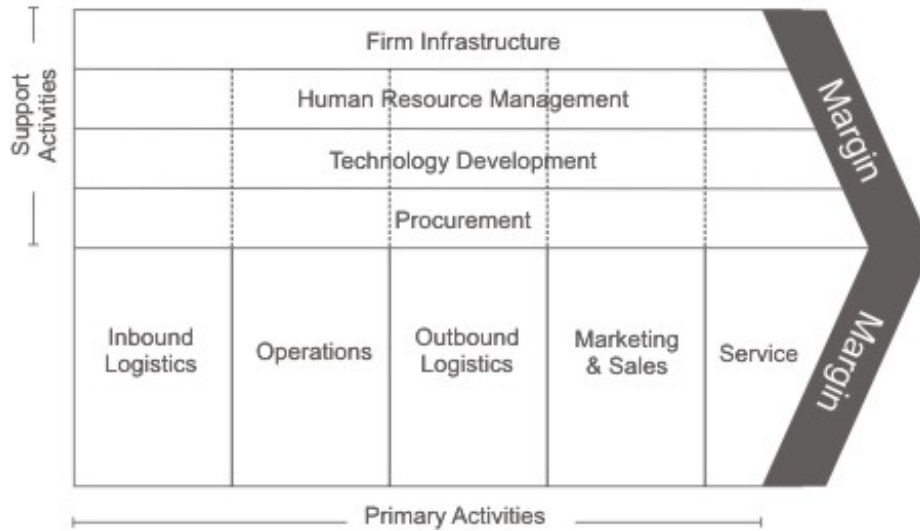 Support
Activities
Firm Infrastructure
Human Resource Management
Technology Development
Procurement
Margin
Inbound
Logistics
Operations
Outbound
Logistics
Marketing
& Sales
Service
Margin
Primary Activities